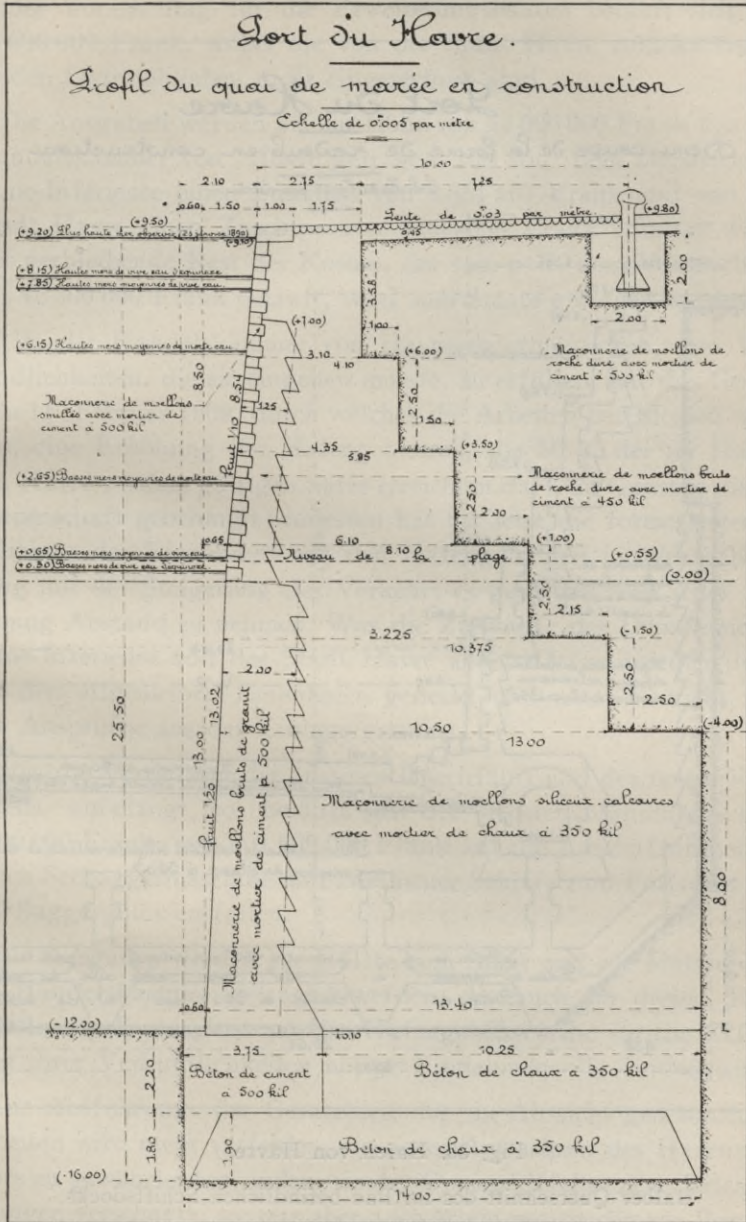 Port du Havre.
Profil du quai de marée en construction
Echelle de 0.005 par mètre
10.00
2.10
2.75
7.25
0.60
1.50
1.00
1.75
(+9.50)
Pente de 0.03 par mètre
(+9.80)
0.45
(+9.20) Plus haute mer observée
1890)
(+8.15) Hautes mers de vive eau d'équinoxe
(+7.85) Hautes mers moyennes de vive eau
3.58
2.00
2.00
1.00
(+7.00)
(+6.15) Hautes mers moyennes de morte eau
3.10
4.10
(+6.00)
Maçonnerie de moellons de
roche dure avec mortier de
ciment à 500 kil
8.50
8.54
Maçonnerie de moellons
smillés avec mortier de
ciment à 500 kil
1.25
2.50
1.50
fruit 1/10
4.35
5.85
(+3.50)
(+2.65) Basses mers moyennes de morte eau
Maçonnerie de moellons bruts
de roche dure avec mortier de
ciment à 450 kil
2.50
2.00
0.65
6.10
8.10
(+1.00)
(+0.65) Basses mers moyennes de vive eau
Niveau de la plage
(+0.55)
(+0.30) Basses mers de vive eau d'équinoxe
(0.00)
2.50
2.15
3.225
10.375
(-1.50)
2.00
2.50
2.50
25.50
13.00
13.02
10.50
13.00
(-4.00)
fruit 1/20
Maçonnerie de moellons bruts de granit
avec mortier de ciment à 500 kil
Maçonnerie de moellons siliceux-calcaires
avec mortier de chaux à 350 kil
8.00
0.60
13.40
(-12.00)
0.10
3.75
10.25
2.20
Béton de ciment
à 500 kil
Béton de chaux à 350 kil
1.80
1.90
Béton de chaux à 350 kil
(-16.00)
14.00